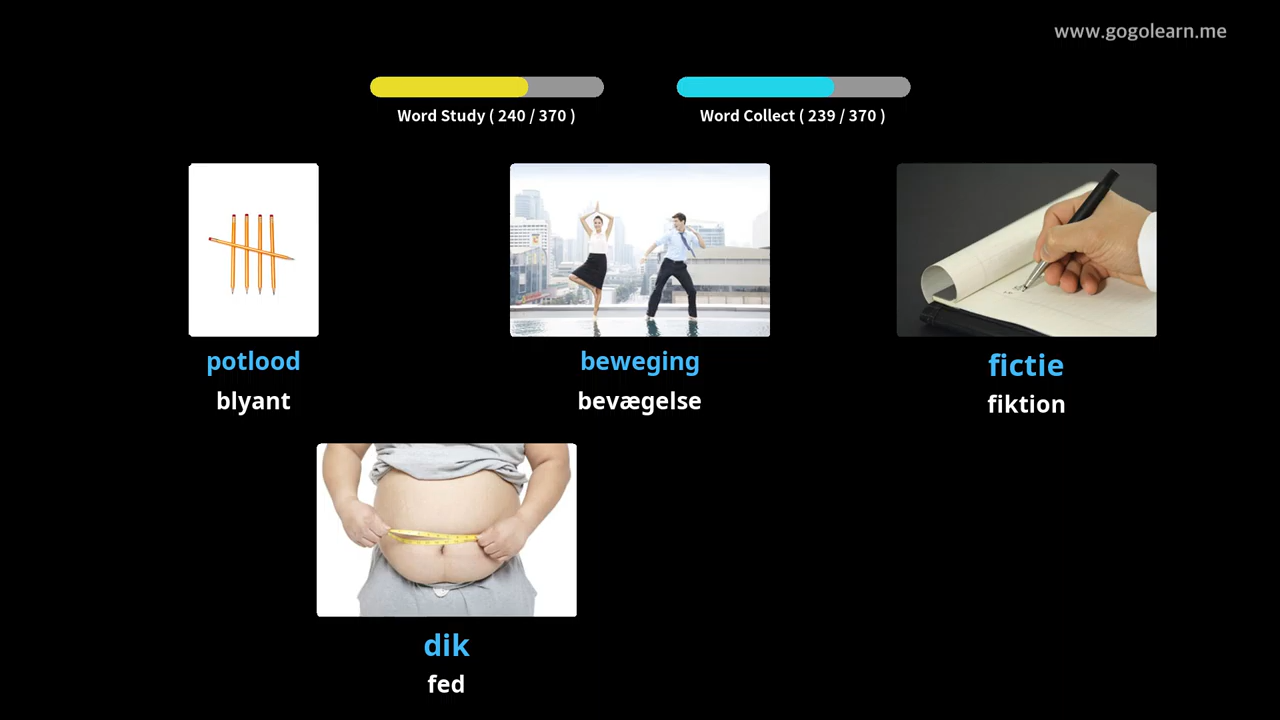 www.gogolearn.me
Word Study ( 240 / 370 )
Word Collect ( 239 / 370 )
potlood
blyant
beweging
bevægelse
fictie
fiktion
dik
fed